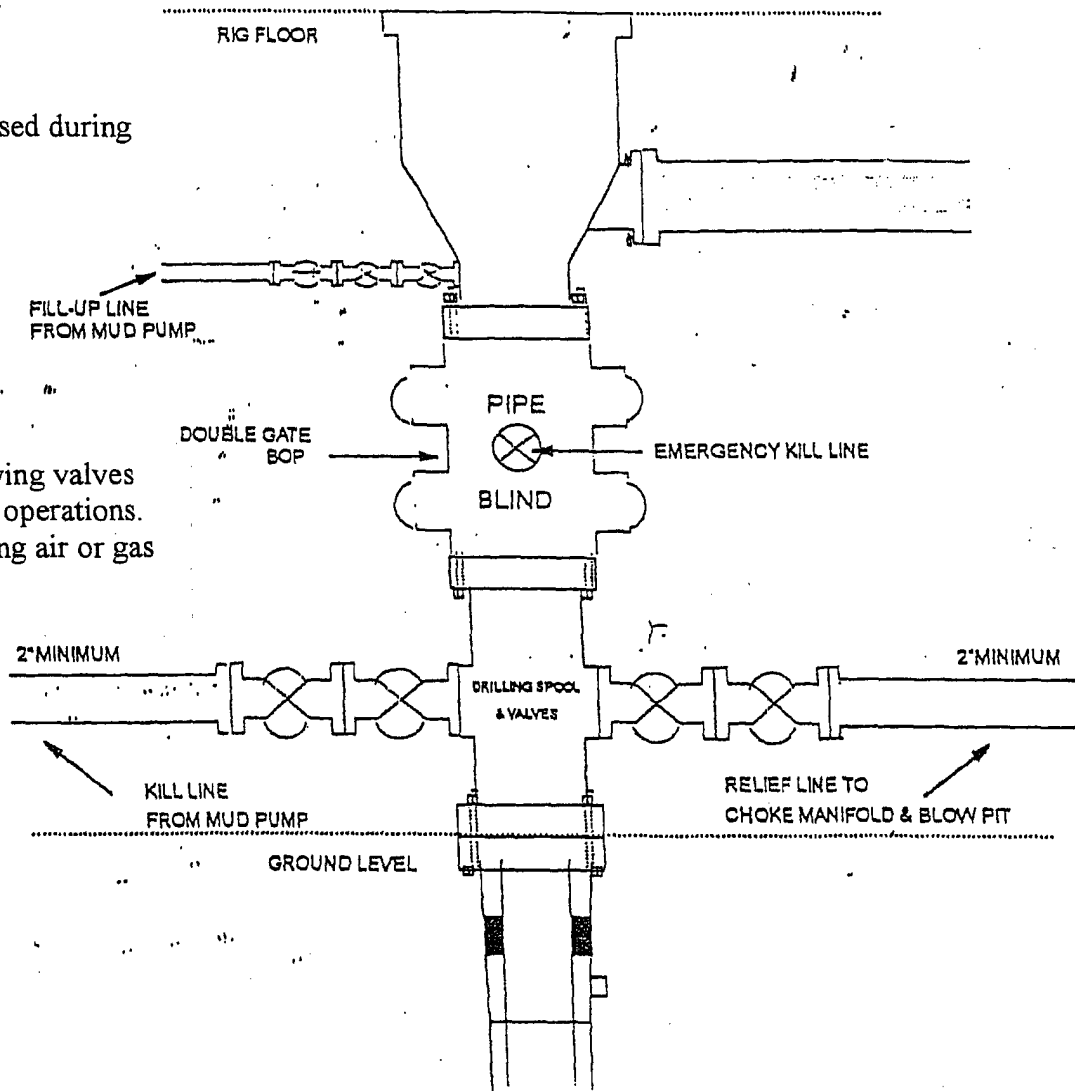 RIG FLOOR
sed during
FILL-UP LINE
FROM MUD PUMP
PIPE
DOUBLE GATE
BOP
EMERGENCY KILL LINE
BLIND
ving valves
operations.
ng air or gas
2"MINIMUM
2"MINIMUM
DRILLING SPOOL
& VALVES
KILL LINE
FROM MUD PUMP
RELIEF LINE TO
CHOKE MANIFOLD & BLOW PIT
GROUND LEVEL